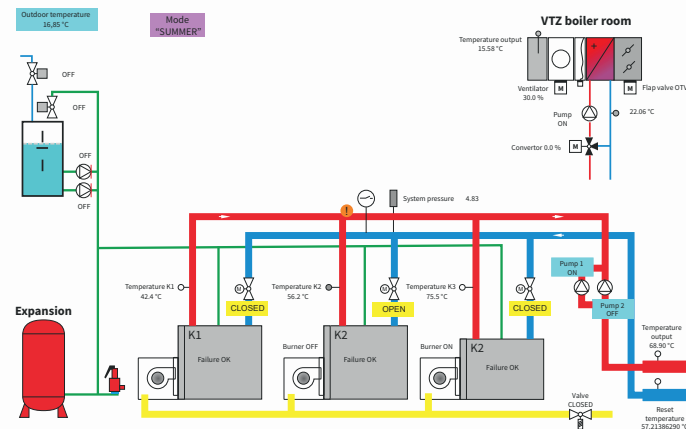 Outdoor temperature
16,85 °C
Mode
"SUMMER"
VTZ boiler room
Temperature output
15.58 °C
OFF
OFF
Ventilator
30.0 %
M
M
Flap valve OTV
Pump
ON
22.06 °C
Convertor 0.0 %
M
OFF
OFF
System pressure 4.83
!
Pump 1
ON
Temperature K1
42.4 °C
M
Temperature K2
56.2 °C
M
Temperature K3
75.5 °C
M
CLOSED
OPEN
CLOSED
Pump 2
OFF
Expansion
K1
Failure OK
Burner OFF
K2
Failure OK
Burner ON
K2
Failure OK
Temperature
output
68.90 °C
Valve
CLOSED
Reset
temperature
57.21386290 °C